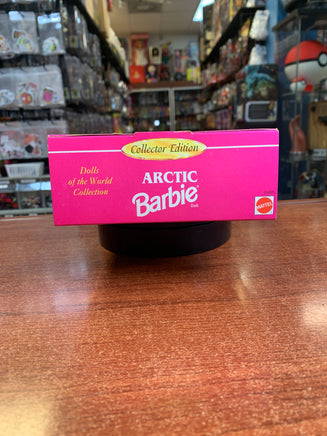 Collector Edition
Dolls
of the World
Collection
ARCTIC
Barbie®
Doll
MATTEL